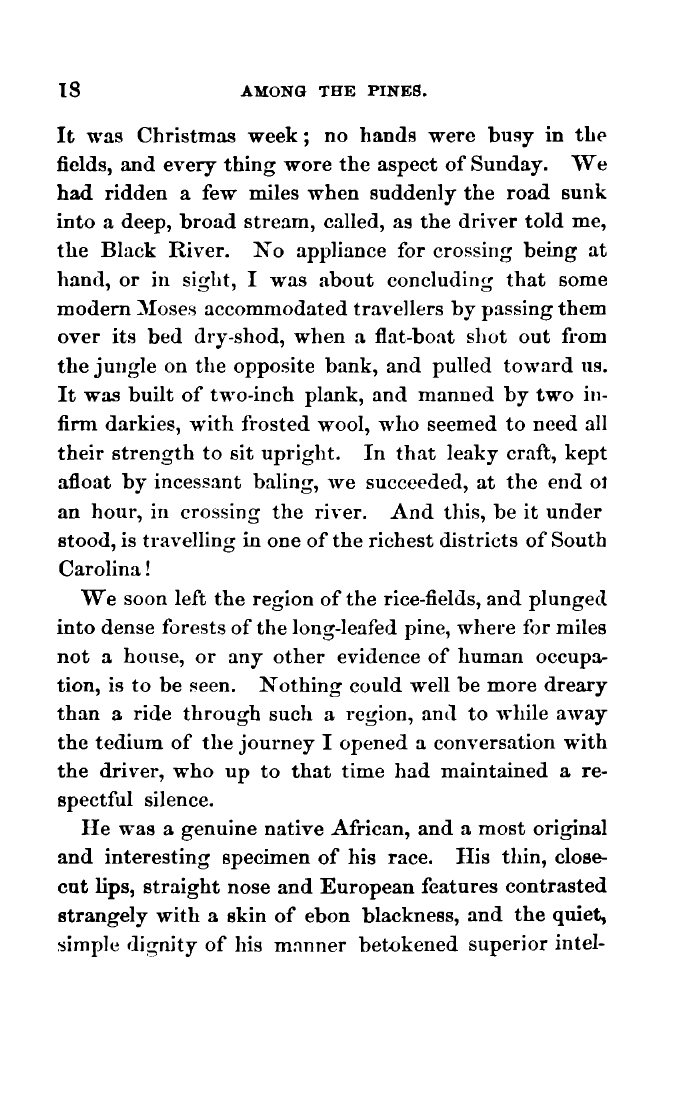 18 AMONG THE PINES.
It was Christmas week; no hands were busy in the
fields, and every thing wore the aspect of Sunday. We
had ridden a few miles when suddenly the road sunk
into a deep, broad stream, called, as the driver told me,
the Black River. No appliance for crossing being at
hand, or in sight, I was about concluding that some
modern Moses accommodated travellers by passing them
over its bed dry-shod, when a flat-boat shot out from
the jungle on the opposite bank, and pulled toward us.
It was built of two-inch plank, and manned by two in-
firm darkies, with frosted wool, who seemed to need all
their strength to sit upright. In that leaky craft, kept
afloat by incessant baling, we succeeded, at the end of
an hour, in crossing the river. And this, be it under
stood, is travelling in one of the richest districts of South
Carolina!
We soon left the region of the rice-fields, and plunged
into dense forests of the long-leafed pine, where for miles
not a house, or any other evidence of human occupa-
tion, is to be seen. Nothing could well be more dreary
than a ride through such a region, and to while away
the tedium of the journey I opened a conversation with
the driver, who up to that time had maintained a re-
spectful silence.
He was a genuine native African, and a most original
and interesting specimen of his race. His thin, close-
cut lips, straight nose and European features contrasted
strangely with a skin of ebon blackness, and the quiet,
simple dignity of his manner betokened superior intel-